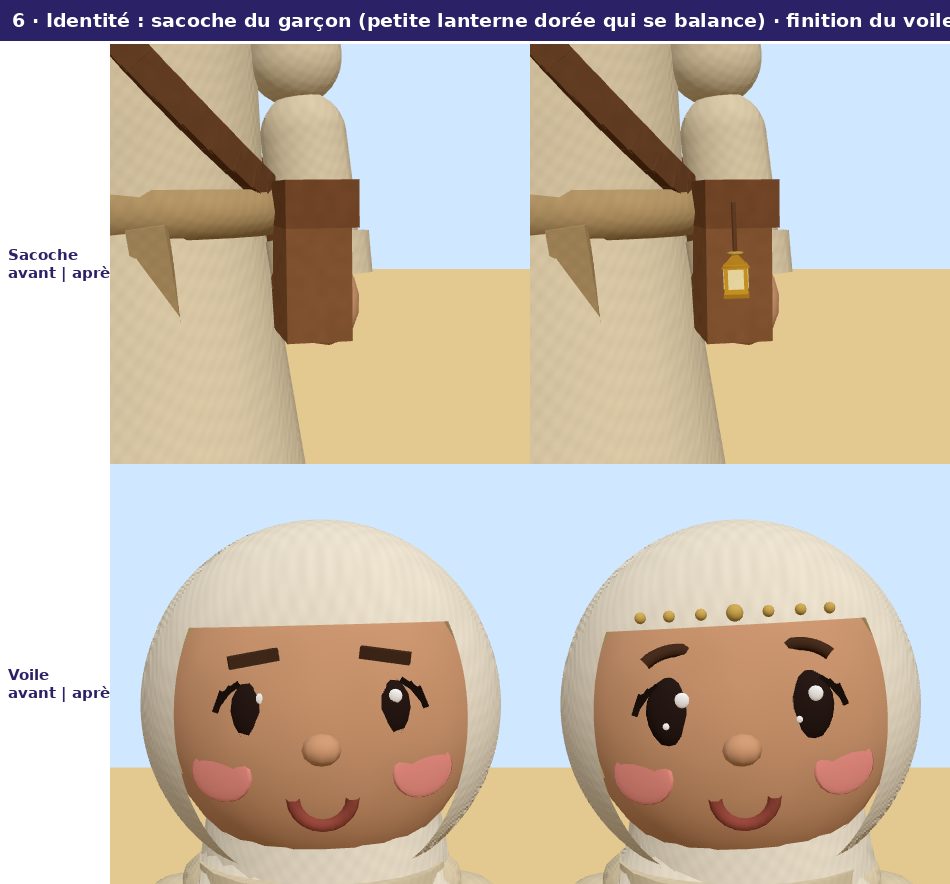 6 · Identité : sacoche du garçon (petite lanterne dorée qui se balance) · finition du voile
Sacoche
avant | aprè
Voile
avant | aprè